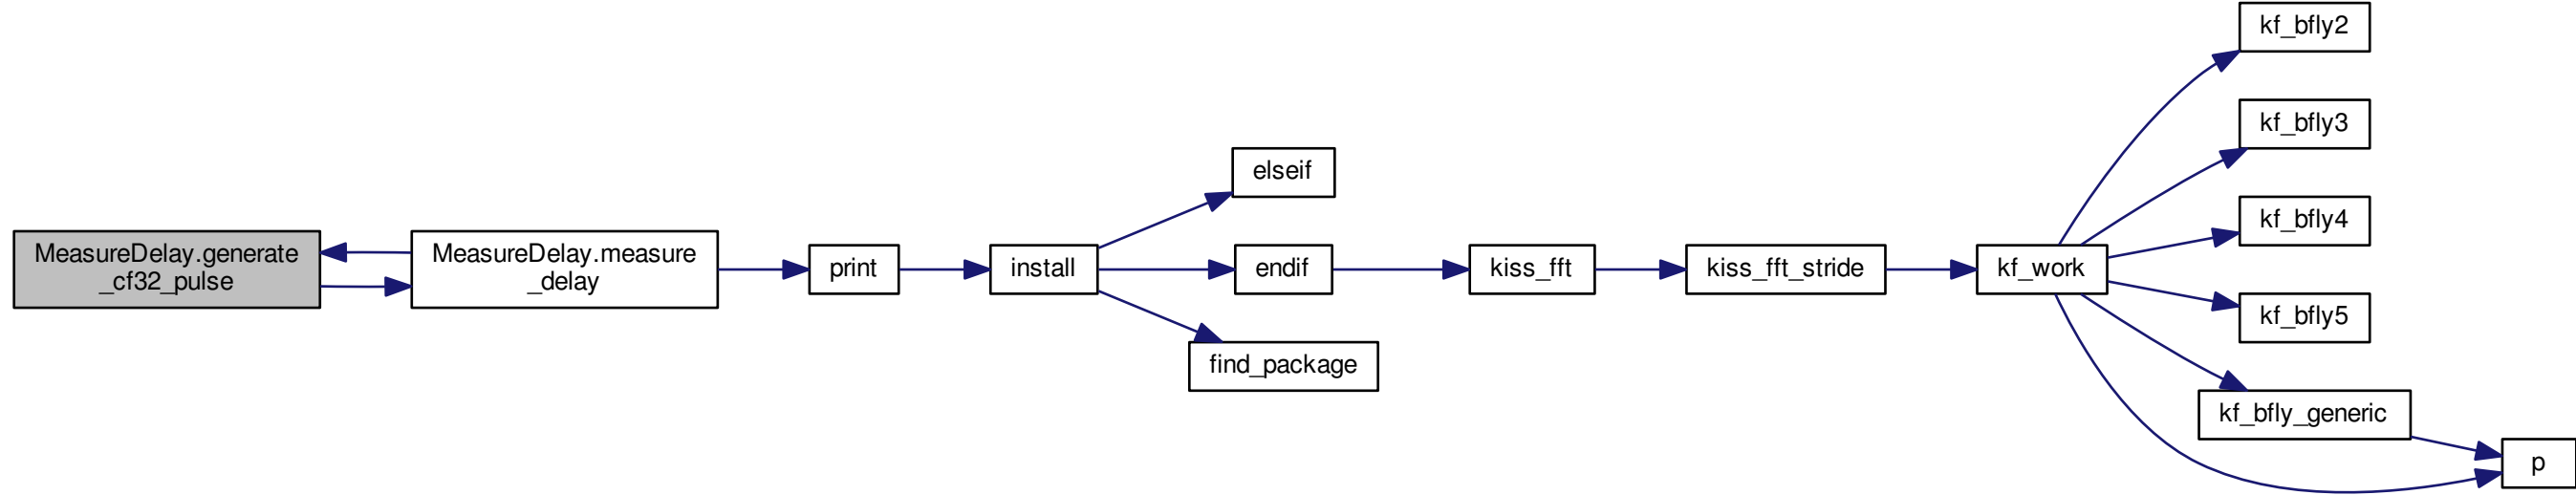 MeasureDelay.generate
_cf32_pulse
MeasureDelay.measure
_delay
print
install
elseif
endif
find_package
kiss_fft
kiss_fft_stride
kf_work
kf_bfly2
kf_bfly3
kf_bfly4
kf_bfly5
kf_bfly_generic
p